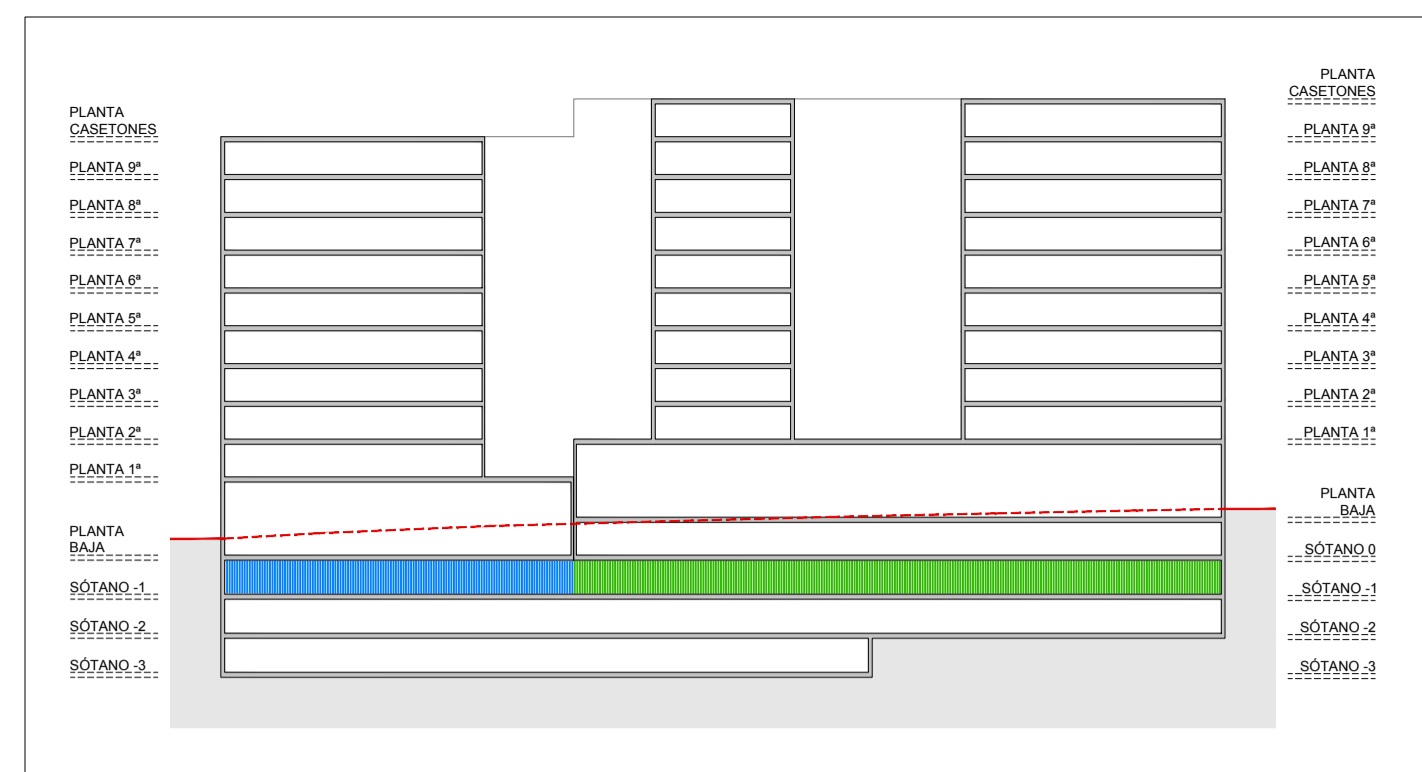 PLANTA
CASETONES
PLANTA 9ª
PLANTA 8ª
PLANTA 7ª
PLANTA 6ª
PLANTA 5ª
PLANTA 4ª
PLANTA 3ª
PLANTA 2ª
PLANTA 1ª
PLANTA
BAJA
SÓTANO -1
SÓTANO -2
SÓTANO -3
PLANTA
CASETONES
PLANTA 9ª
PLANTA 8ª
PLANTA 7ª
PLANTA 6ª
PLANTA 5ª
PLANTA 4ª
PLANTA 3ª
PLANTA 2ª
PLANTA 1ª
PLANTA
BAJA
SÓTANO 0
SÓTANO -1
SÓTANO -2
SÓTANO -3